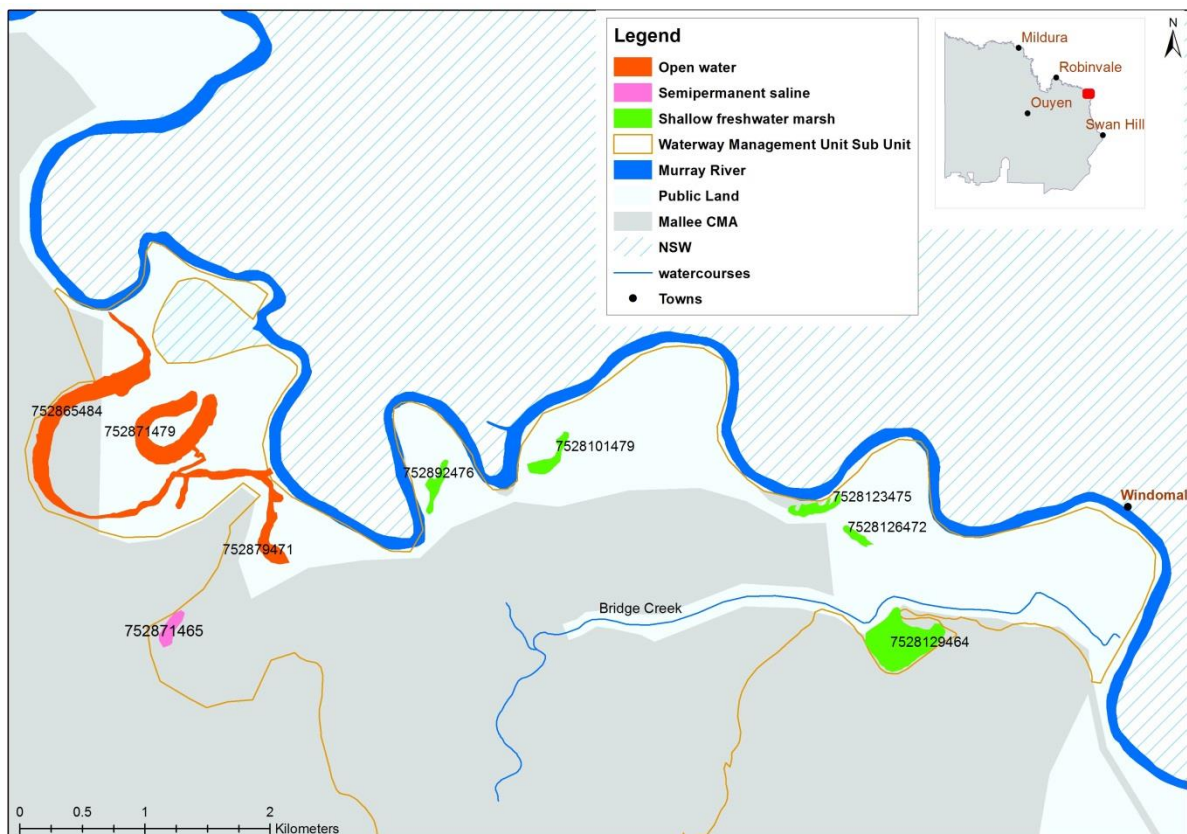 Legend
Open water
Semipermanent saline
Shallow freshwater marsh
Waterway Management Unit Sub Unit
Murray River
Public Land
Mallee CMA
NSW
watercourses
Towns
N
Mildura
Robinvale
Ouyen
Swan Hill
752865484
752871479
7528101479
752892476
7528123475
Windomal
7528126472
752879471
Bridge Creek
752871465
7528129464
0 0.5 1 2
Kilometers